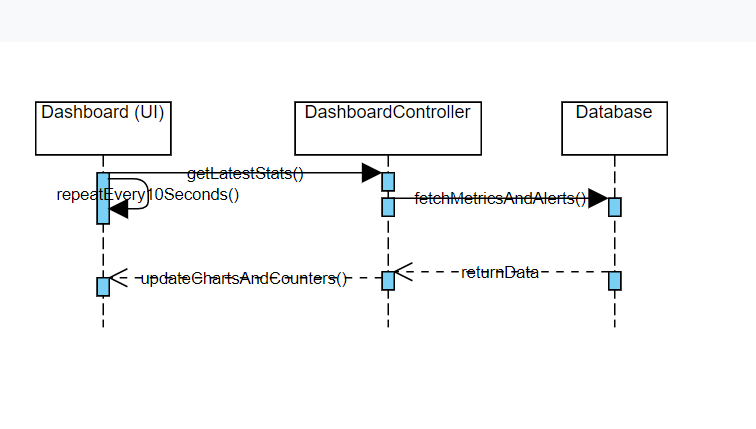 Dashboard (UI)
DashboardController
Database
getLatestStats()
repeatEvery10Seconds()
fetchMetricsAndAlerts()
returnData
updateChartsAndCounters()